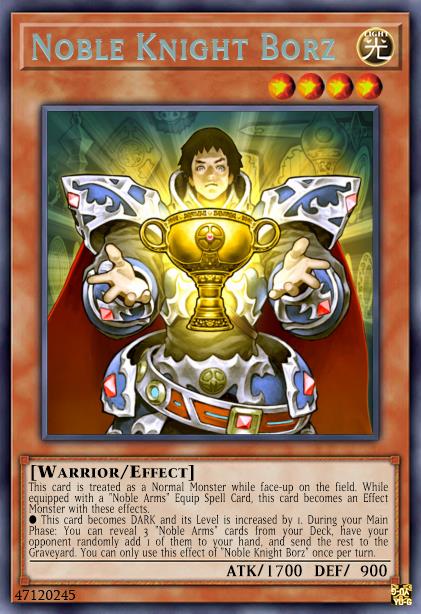 NOBLE KNIGHT BORZ
LIGHT
光
[WARRIOR/EFFECT]
This card is treated as a Normal Monster while face-up on the field. While
equipped with a "Noble Arms" Equip Spell Card, this card becomes an Effect
Monster with these effects.
● This card becomes DARK and its Level is increased by 1. During your Main
Phase: You can reveal 3 "Noble Arms" cards from your Deck, have your
opponent randomly add 1 of them to your hand, and send the rest to the
Graveyard. You can only use this effect of "Noble Knight Borz" once per turn.
ATK/1700 DEF/ 900
47120245